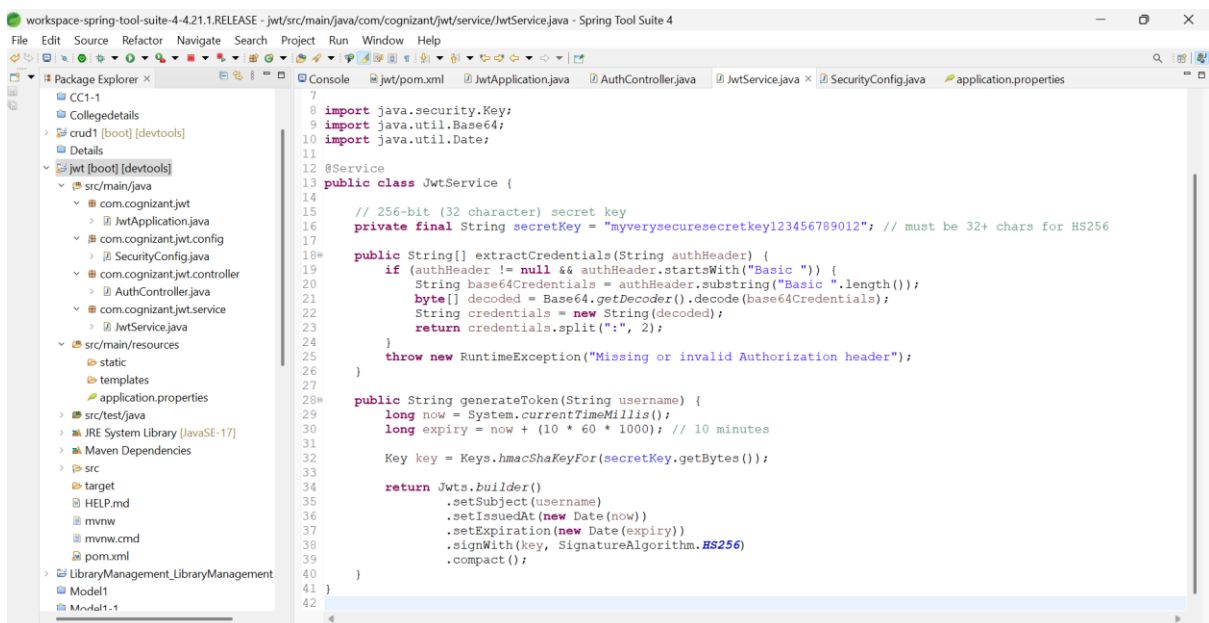 workspace-spring-tool-suite-4-4.21.1.RELEASE - jwt/src/main/java/com/cognizant/jwt/service/JwtService.java - Spring Tool Suite 4
File Edit Source Refactor Navigate Search Project Run Window Help
Package Explorer
Console jwt/pom.xml JwtApplication.java AuthController.java JwtService.java SecurityConfig.java application.properties
CC1-1
Collegedetails
crud1 [boot] [devtools]
Details
jwt [boot] [devtools]
src/main/java
com.cognizant.jwt
JwtApplication.java
com.cognizant.jwt.config
SecurityConfig.java
com.cognizant.jwt.controller
AuthController.java
com.cognizant.jwt.service
JwtService.java
src/main/resources
static
templates
application.properties
src/test/java
JRE System Library [JavaSE-17]
Maven Dependencies
src
target
HELP.md
mvnw
mvnw.cmd
pom.xml
LibraryManagement_LibraryManagement
Model1
Model1-1
7
8 import java.security.Key;
9 import java.util.Base64;
10 import java.util.Date;
11
12 @Service
13 public class JwtService {
14
15 // 256-bit (32 character) secret key
16 private final String secretKey = "myverysecuresecretkey123456789012"; // must be 32+ chars for HS256
17
18 public String[] extractCredentials(String authHeader) {
19 if (authHeader != null && authHeader.startsWith("Basic ")) {
20 String base64Credentials = authHeader.substring("Basic ".length());
21 byte[] decoded = Base64.getDecoder().decode(base64Credentials);
22 String credentials = new String(decoded);
23 return credentials.split(":", 2);
24 }
25 throw new RuntimeException("Missing or invalid Authorization header");
26 }
27
28 public String generateToken(String username) {
29 long now = System.currentTimeMillis();
30 long expiry = now + (10 * 60 * 1000); // 10 minutes
31
32 Key key = Keys.hmacShaKeyFor(secretKey.getBytes());
33
34 return Jwts.builder()
35 .setSubject(username)
36 .setIssuedAt(new Date(now))
37 .setExpiration(new Date(expiry))
38 .signWith(key, SignatureAlgorithm.HS256)
39 .compact();
40 }
41 }
42